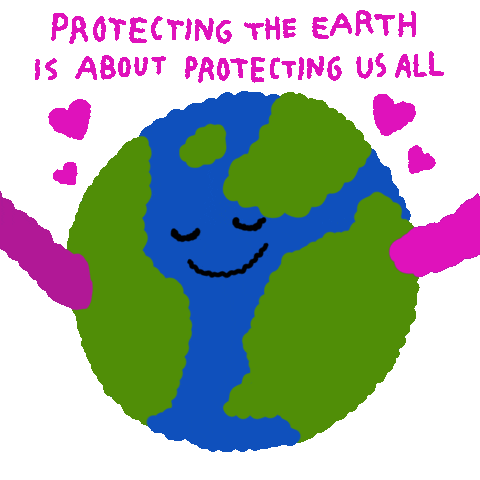 PROTECTING THE EARTH
IS ABOUT PROTECTING US ALL